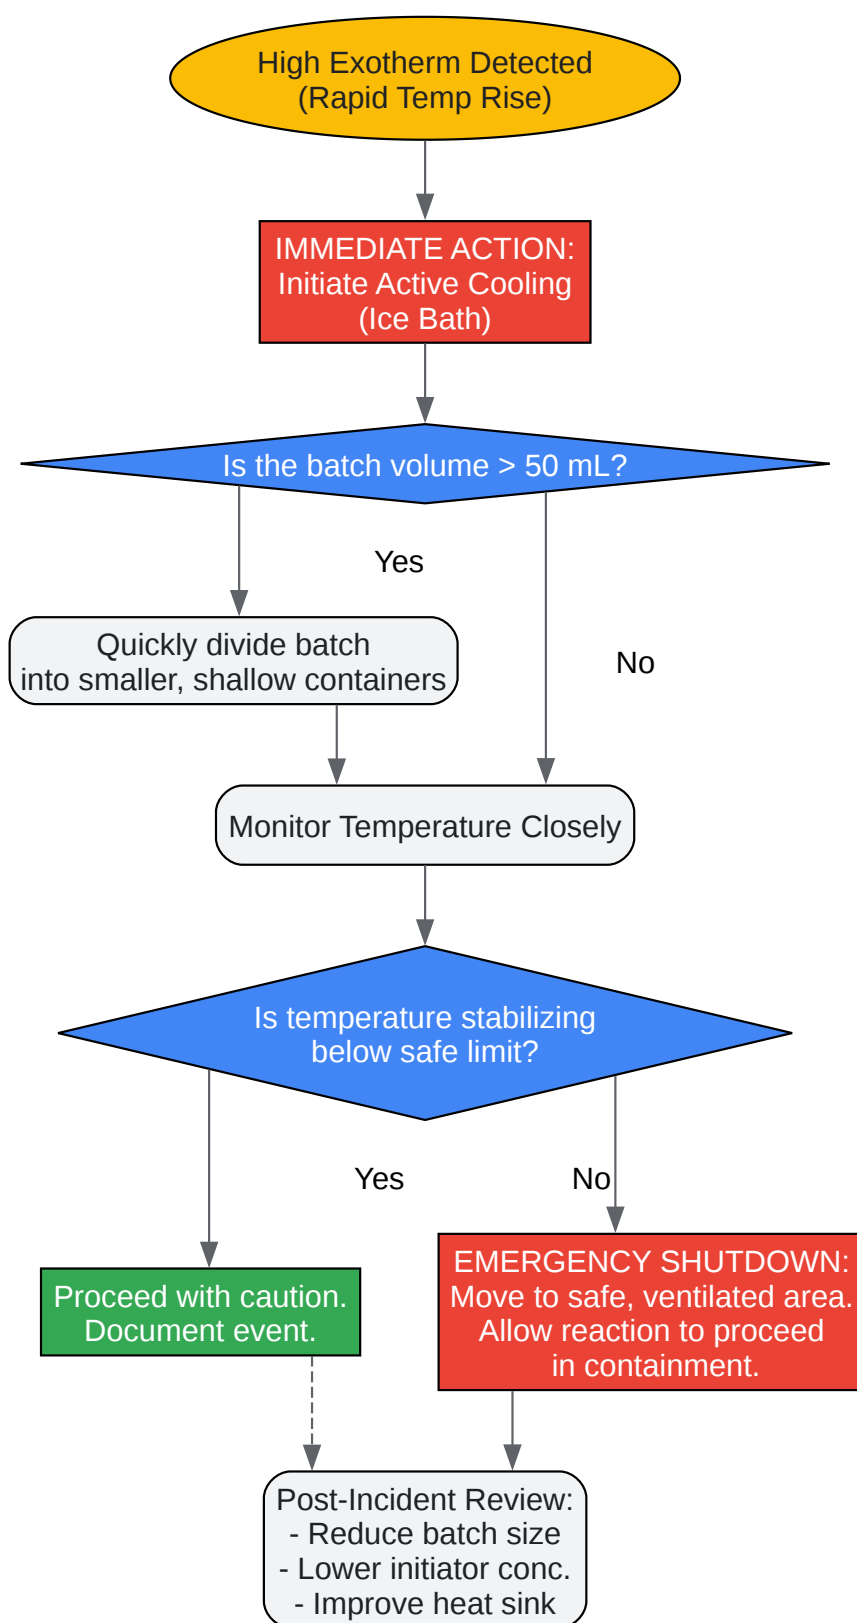 High Exotherm Detected
(Rapid Temp Rise)
IMMEDIATE ACTION:
Initiate Active Cooling
(Ice Bath)
Is the batch volume > 50 mL?
Yes
No
Quickly divide batch
into smaller, shallow containers
Monitor Temperature Closely
Is temperature stabilizing
below safe limit?
Yes
No
Proceed with caution.
Document event.
EMERGENCY SHUTDOWN:
Move to safe, ventilated area.
Allow reaction to proceed
in containment.
Post-Incident Review:
- Reduce batch size
- Lower initiator conc.
- Improve heat sink